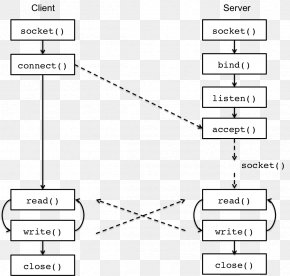 Client
Server
socket()
socket()
connect()
bind()
listen()
accept()
socket()
read()
read()
write()
write()
close()
close()